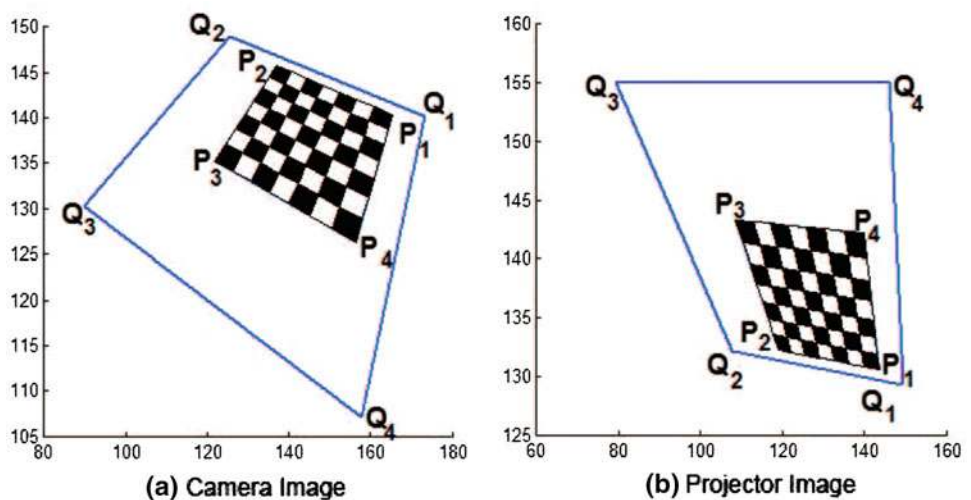 150
145
140
135
130
125
120
115
110
105
80 100 120 140 160 180
Q2
P2
Q1
P1
P3
Q3
P4
Q4
(a) Camera Image
160
155
150
145
140
135
130
125
60 80 100 120 140 160
Q3
Q4
P3
P4
P2
Q2
P1
Q1
(b) Projector Image